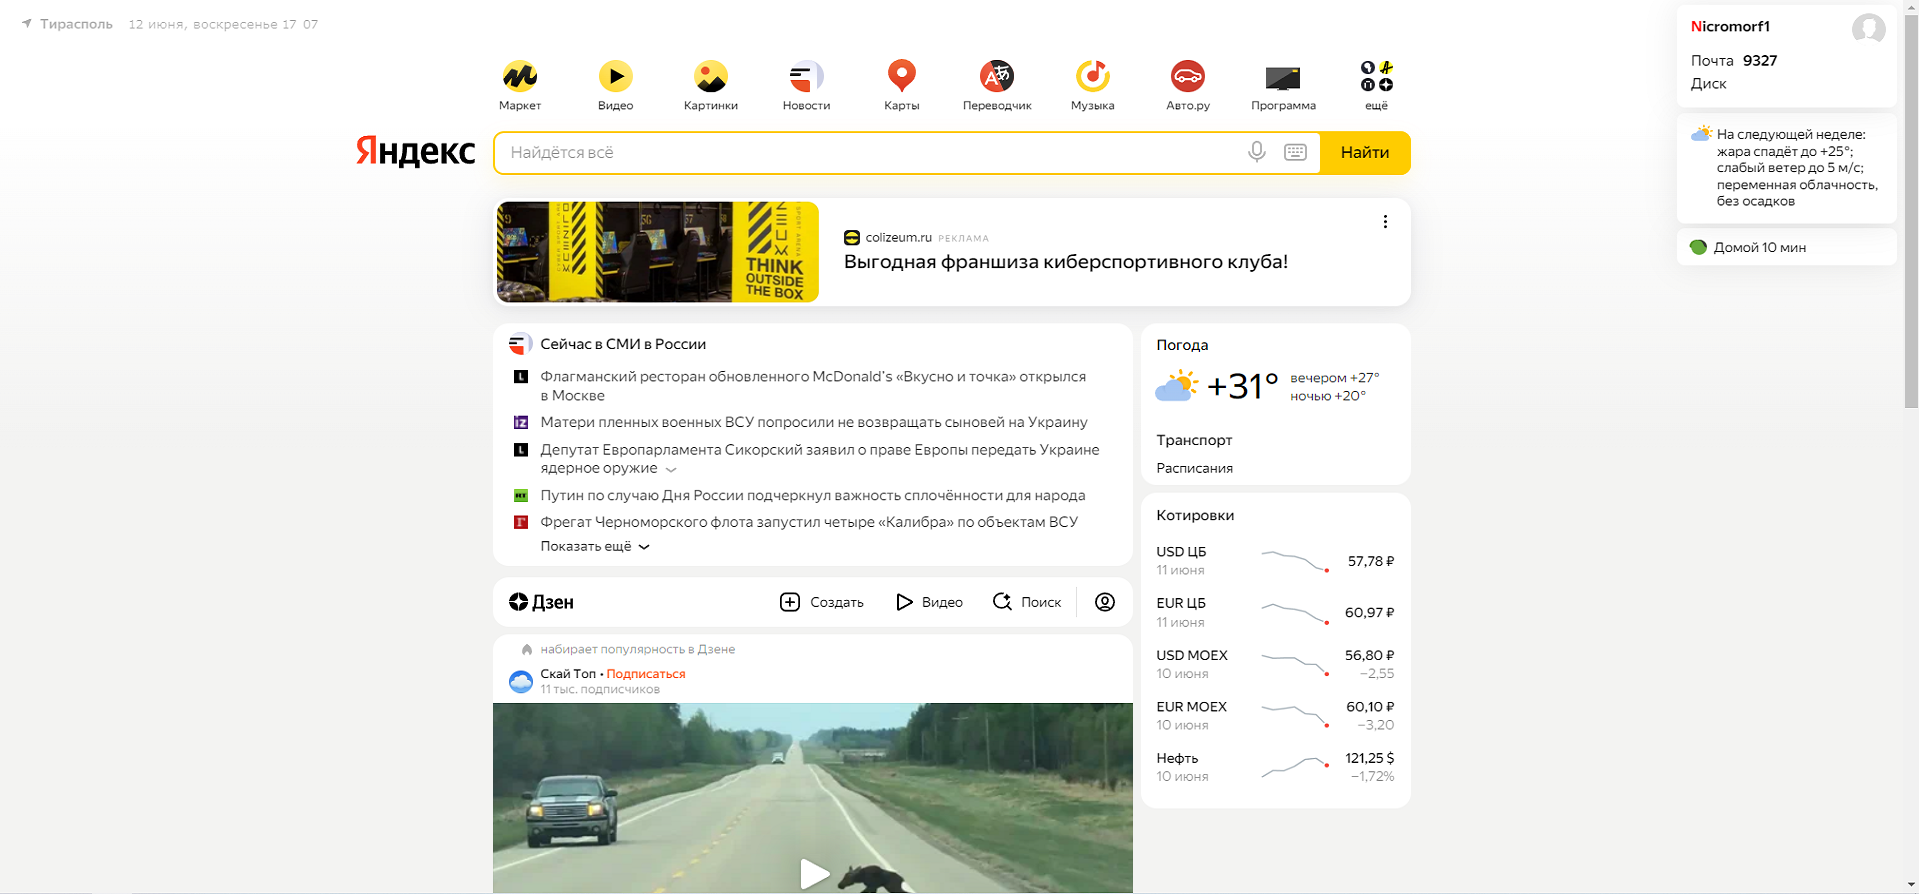 Тирасполь 12 июня, воскресенье 17 07
Маркет
Видео
Картинки
Новости
Карты
Переводчик
Музыка
Авто.ру
Программа
ещё
Nicromorf1
Почта 9327
Диск
На следующей неделе:
жара спадёт до +25°;
слабый ветер до 5 м/с;
переменная облачность,
без осадков
Домой 10 мин
Яндекс
Найдётся всё
Найти
THINK
OUTSIDE
THE BOX
colizeum.ru РЕКЛАМА
Выгодная франшиза киберспортивного клуба!
Сейчас в СМИ в России
Флагманский ресторан обновленного McDonald's «Вкусно и точка» открылся
в Москве
Матери пленных военных ВСУ попросили не возвращать сыновей на Украину
Депутат Европарламента Сикорский заявил о праве Европы передать Украине
ядерное оружие
Путин по случаю Дня России подчеркнул важность сплочённости для народа
Фрегат Черноморского флота запустил четыре «Калибра» по объектам ВСУ
Показать ещё
Погода
+31°
вечером +27°
ночью +20°
Транспорт
Расписания
Котировки
USD ЦБ 57,78 ₽
11 июня
EUR ЦБ 60,97 ₽
11 июня
USD MOEX 56,80 ₽
10 июня −2,55
EUR MOEX 60,10 ₽
10 июня −3,20
Нефть 121,25 $
10 июня −1,72%
Дзен
Создать
Видео
Поиск
набирает популярность в Дзене
Скай Топ • Подписаться
11 тыс. подписчиков